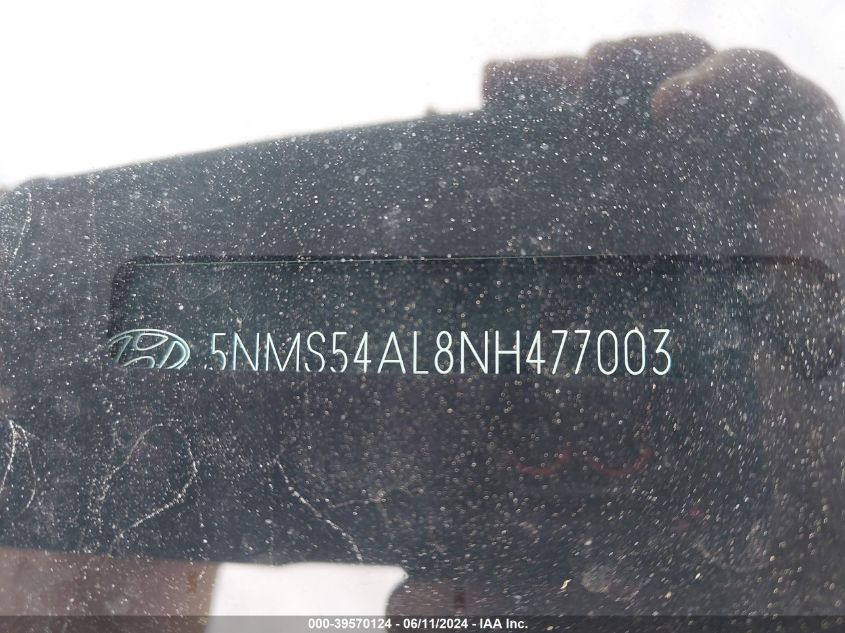 5NMS54AL8NH477003
000-39570124 - 06/11/2024 - IAA Inc.